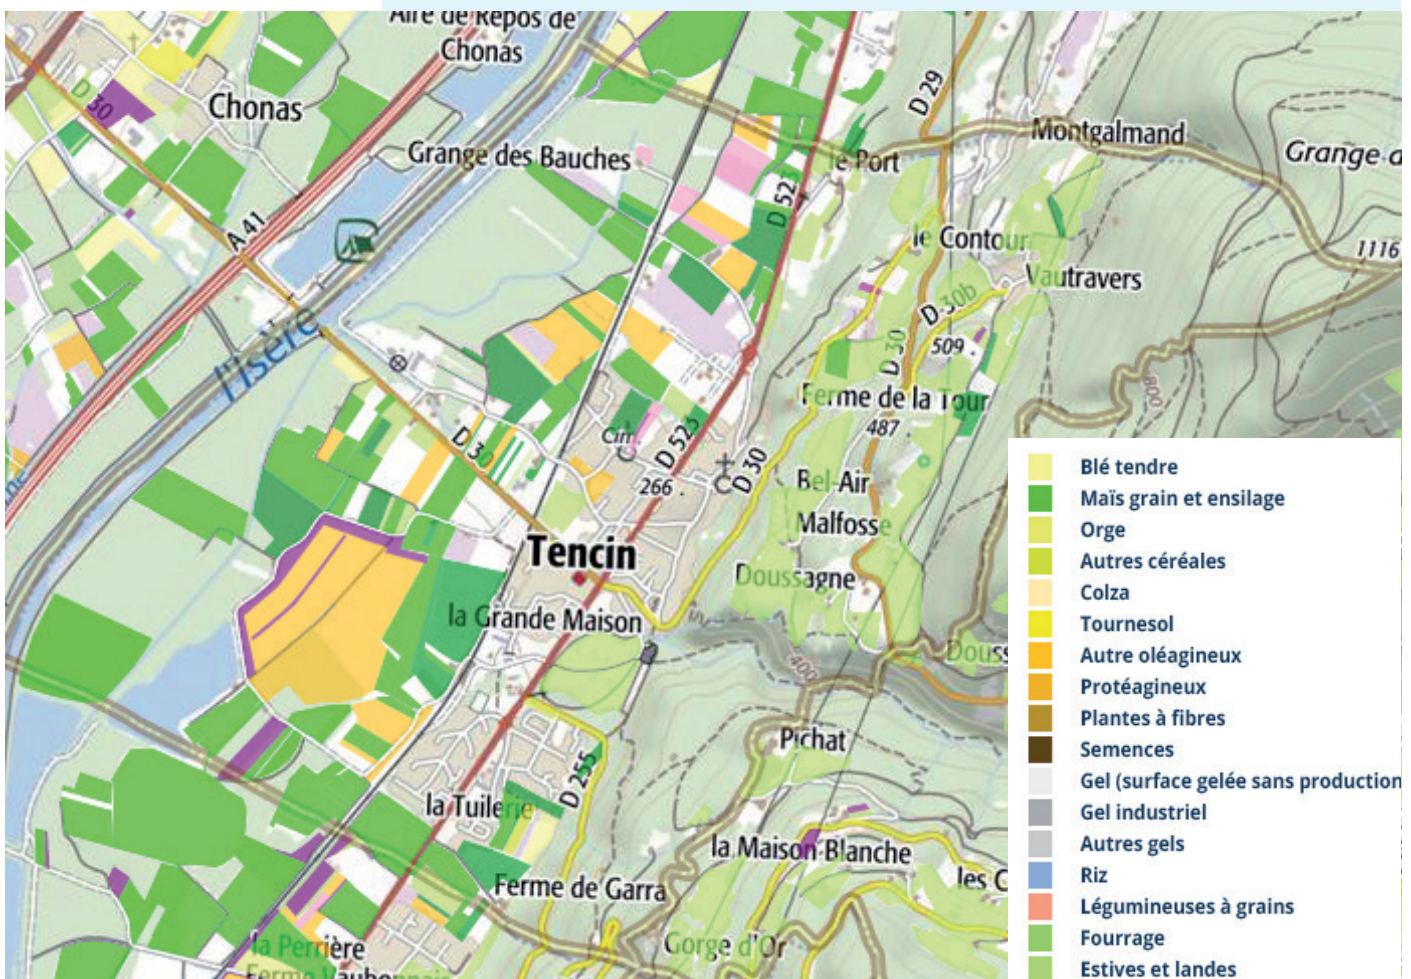 Aire de Repos de
Chonas
D 30
Chonas
D 29
Grange des Bauches
le Port
Montgalmand
Grange d
D 523
A 41
le Contour
1116
Vautravers
l'Isère
D 30b
D 30
509
Ferme de la Tour
487
Cim.
D 30
D 523
D 30
266
Bel-Air
Malfosse
Tencin
Doussagne
la Grande Maison
Douss
400
800
Pichat
D 255
la Tuilerie
la Maison Blanche
les C
Ferme de Garra
la Perrière
Gorge d'Or
Blé tendre
Maïs grain et ensilage
Orge
Autres céréales
Colza
Tournesol
Autre oléagineux
Protéagineux
Plantes à fibres
Semences
Gel (surface gelée sans production
Gel industriel
Autres gels
Riz
Légumineuses à grains
Fourrage
Estives et landes